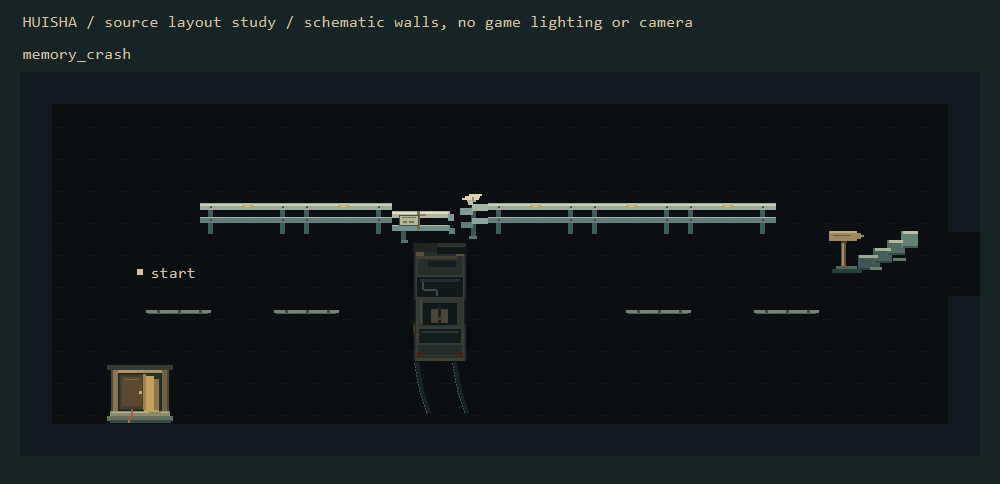 HUISHA / source layout study / schematic walls, no game lighting or camera
memory_crash
start